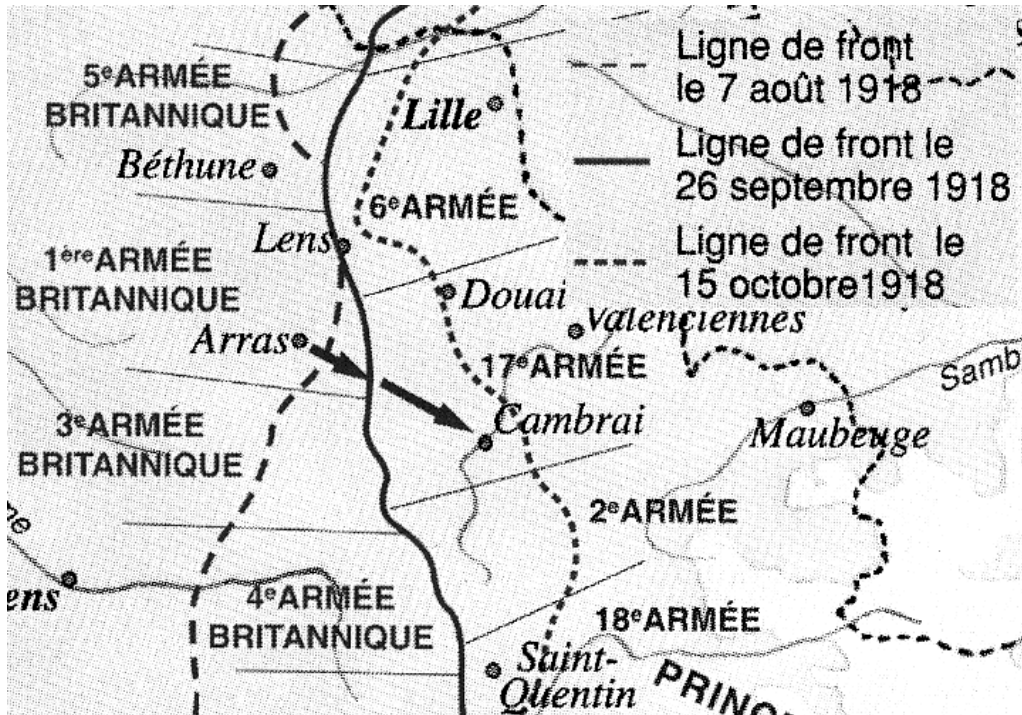 5e ARMÉE
BRITANNIQUE
Béthune
Lille
Ligne de front
le 7 août 1918
Ligne de front le
26 septembre 1918
Ligne de front le
15 octobre1918
6e ARMÉE
Lens
1ère ARMÉE
BRITANNIQUE
Douai
Arras
Valenciennes
17e ARMÉE
3e ARMÉE
BRITANNIQUE
Cambrai
Maubeuge
Samb
2e ARMÉE
ens
4e ARMÉE
BRITANNIQUE
18e ARMÉE
Saint-
Quentin
PRINC